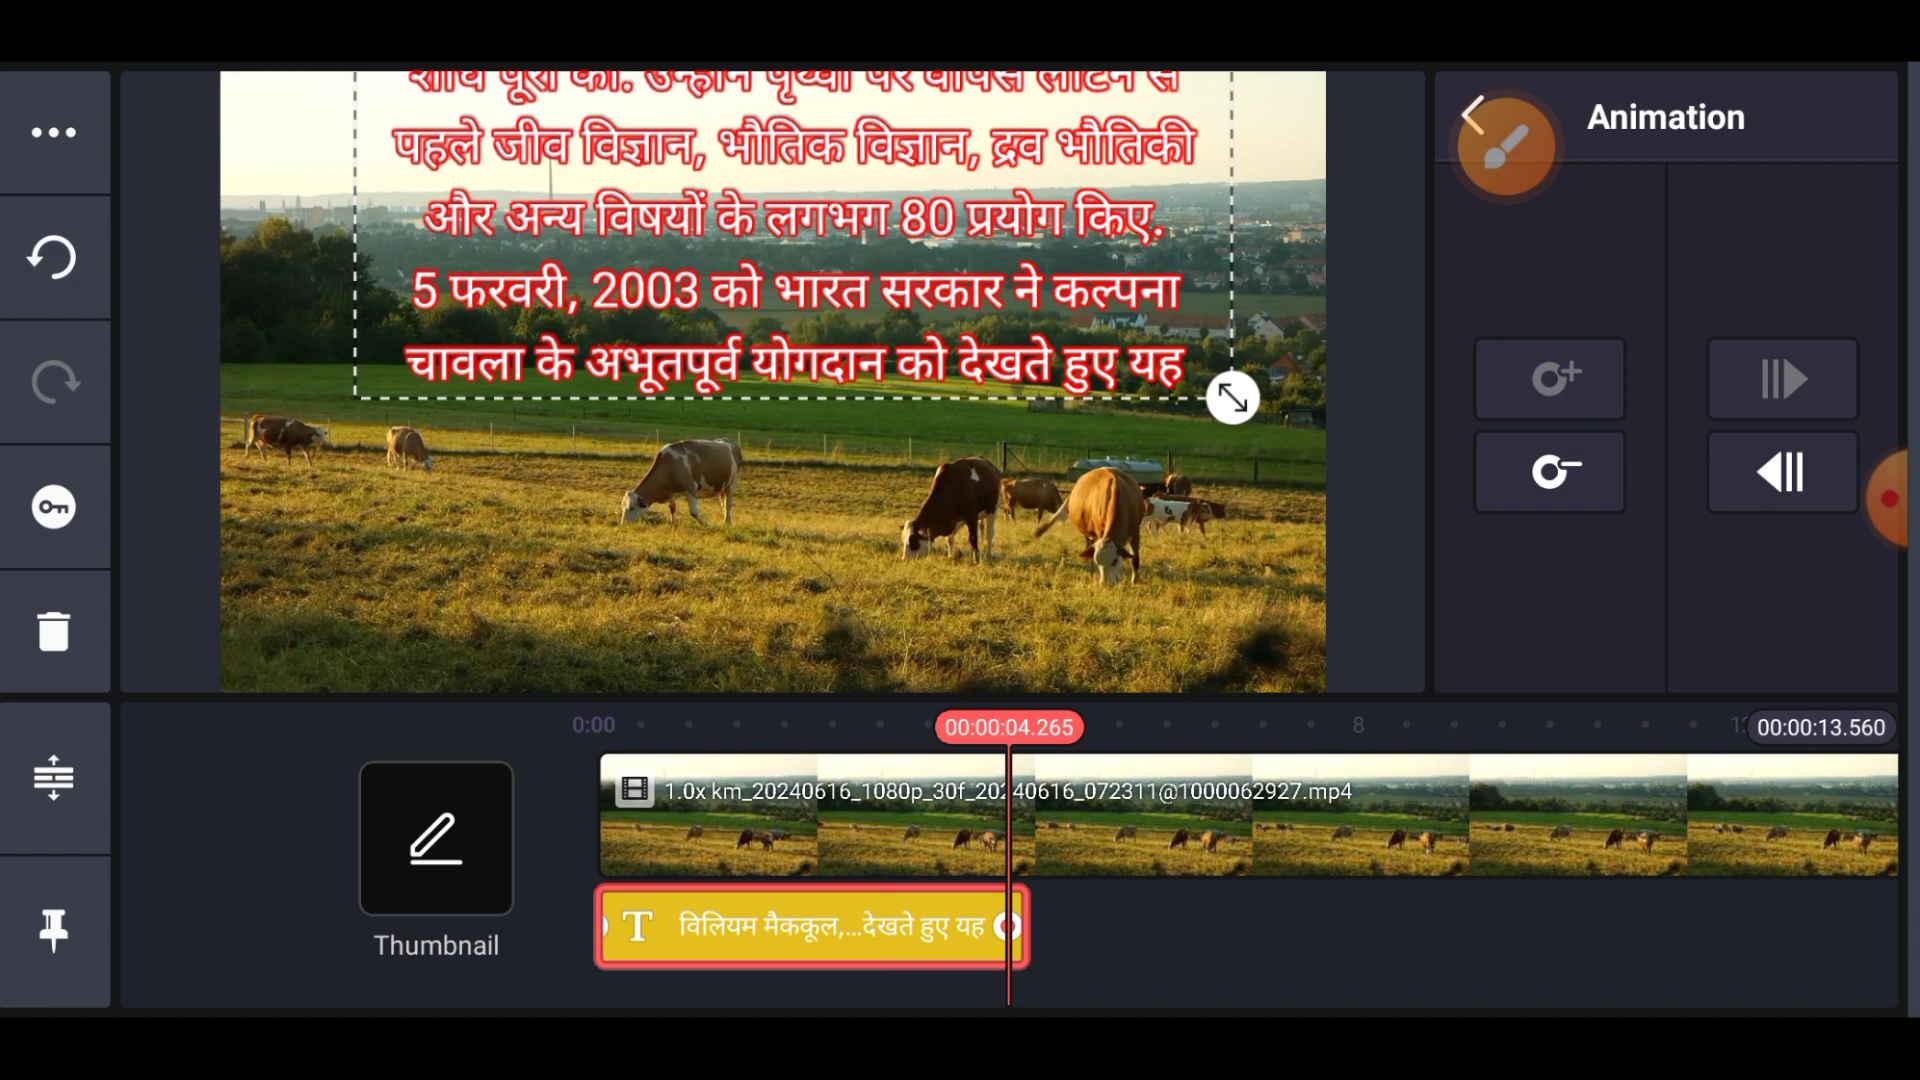 पहले जीव विज्ञान, भौतिक विज्ञान, द्रव भौतिकी
और अन्य विषयों के लगभग 80 प्रयोग किए.
5 फरवरी, 2003 को भारत सरकार ने कल्पना
चावला के अभूतपूर्व योगदान को देखते हुए यह
Animation
0:00
00:00:04.265
8
00:00:13.560
1.0x km_20240616_1080p_30f_20240616_072311@1000062927.mp4
T विलियम मैककूल,...देखते हुए यह
Thumbnail